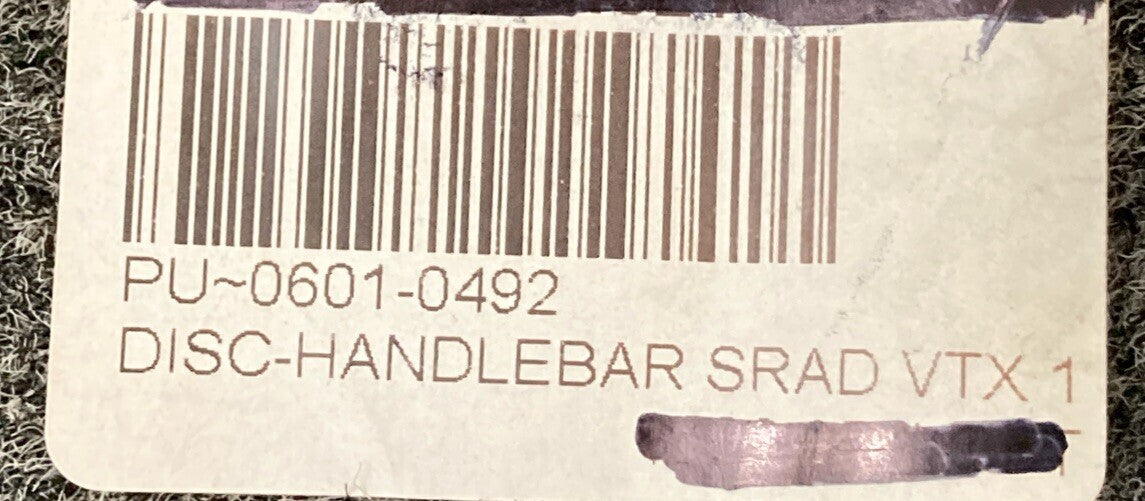 PU~0601-0492
DISC-HANDLEBAR SRAD VTX 1